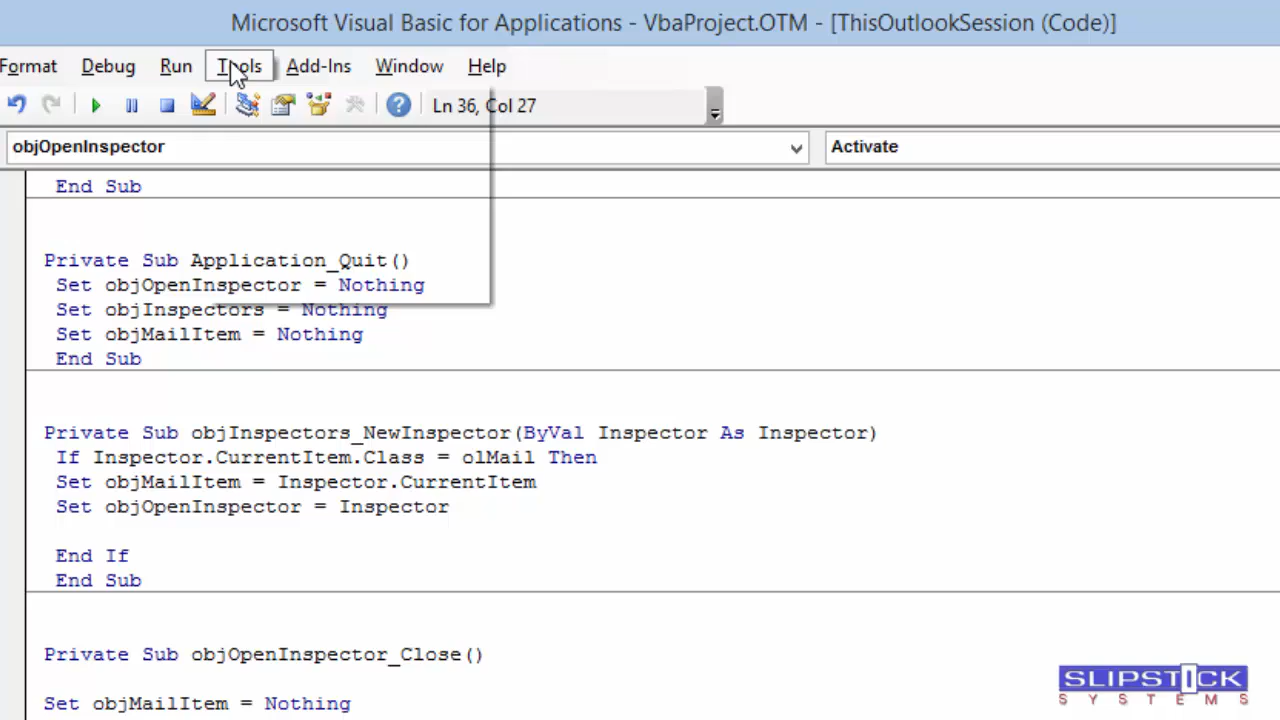 Microsoft Visual Basic for Applications - VbaProject.OTM - [ThisOutlookSession (Code)]
Format Debug Run Tools Add-Ins Window Help
Ln 36, Col 27
objOpenInspector Activate
End Sub
Private Sub Application_Quit()
Set objOpenInspector = Nothing
Set objInspectors = Nothing
Set objMailItem = Nothing
End Sub
Private Sub objInspectors_NewInspector(ByVal Inspector As Inspector)
If Inspector.CurrentItem.Class = olMail Then
Set objMailItem = Inspector.CurrentItem
Set objOpenInspector = Inspector
End If
End Sub
Private Sub objOpenInspector_Close()
Set objMailItem = Nothing
SLIPSTICK
SYSTEMS